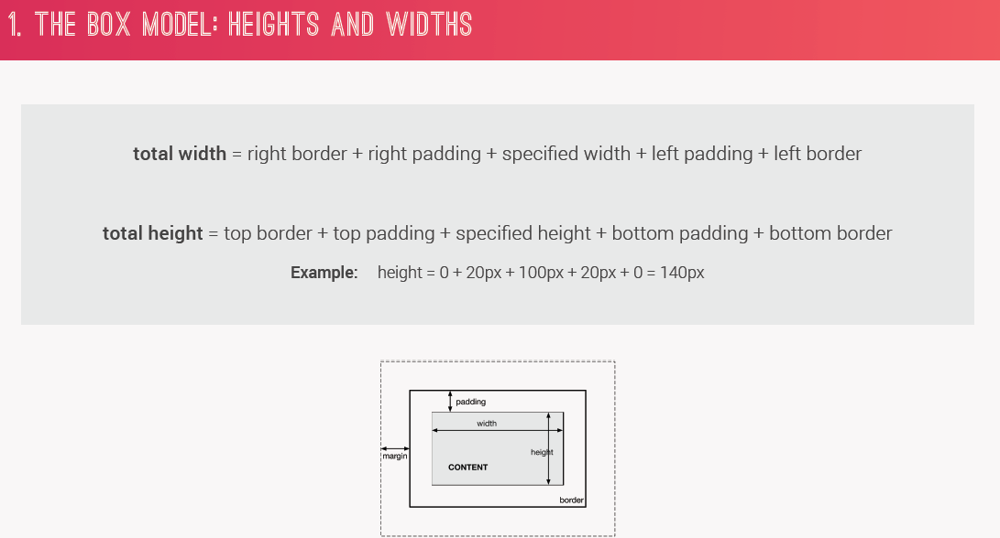 1. THE BOX MODEL: HEIGHTS AND WIDTHS
total width = right border + right padding + specified width + left padding + left border
total height = top border + top padding + specified height + bottom padding + bottom border
Example: height = 0 + 20px + 100px + 20px + 0 = 140px
padding
width
height
margin
CONTENT
border